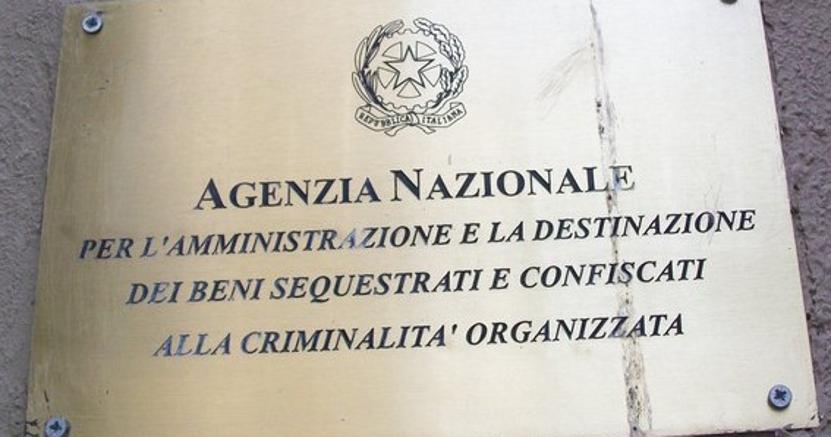 REPVBBLICA ITALIANA
AGENZIA NAZIONALE
PER L'AMMINISTRAZIONE E LA DESTINAZIONE
DEI BENI SEQUESTRATI E CONFISCATI
ALLA CRIMINALITA' ORGANIZZATA